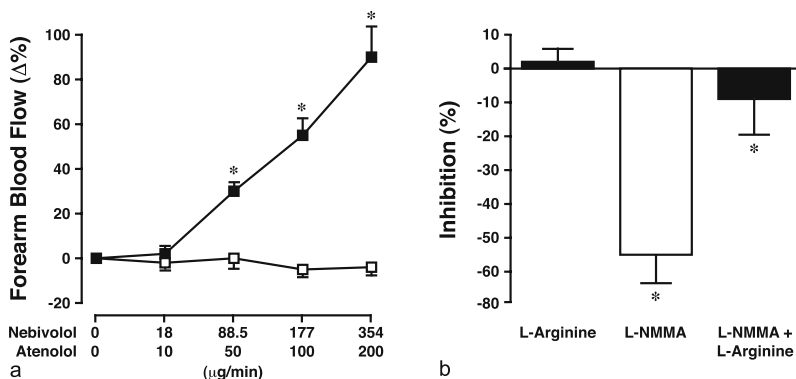 Forearm Blood Flow (Δ%)
100
80
60
40
20
0
-20
*
*
*
Nebivolol 0 18 88.5 177 354
Atenolol 0 10 50 100 200
(μg/min)
a
Inhibition (%)
10
0
-10
-20
-30
-40
-50
-60
-80
*
*
L-Arginine L-NMMA L-NMMA +
L-Arginine
b